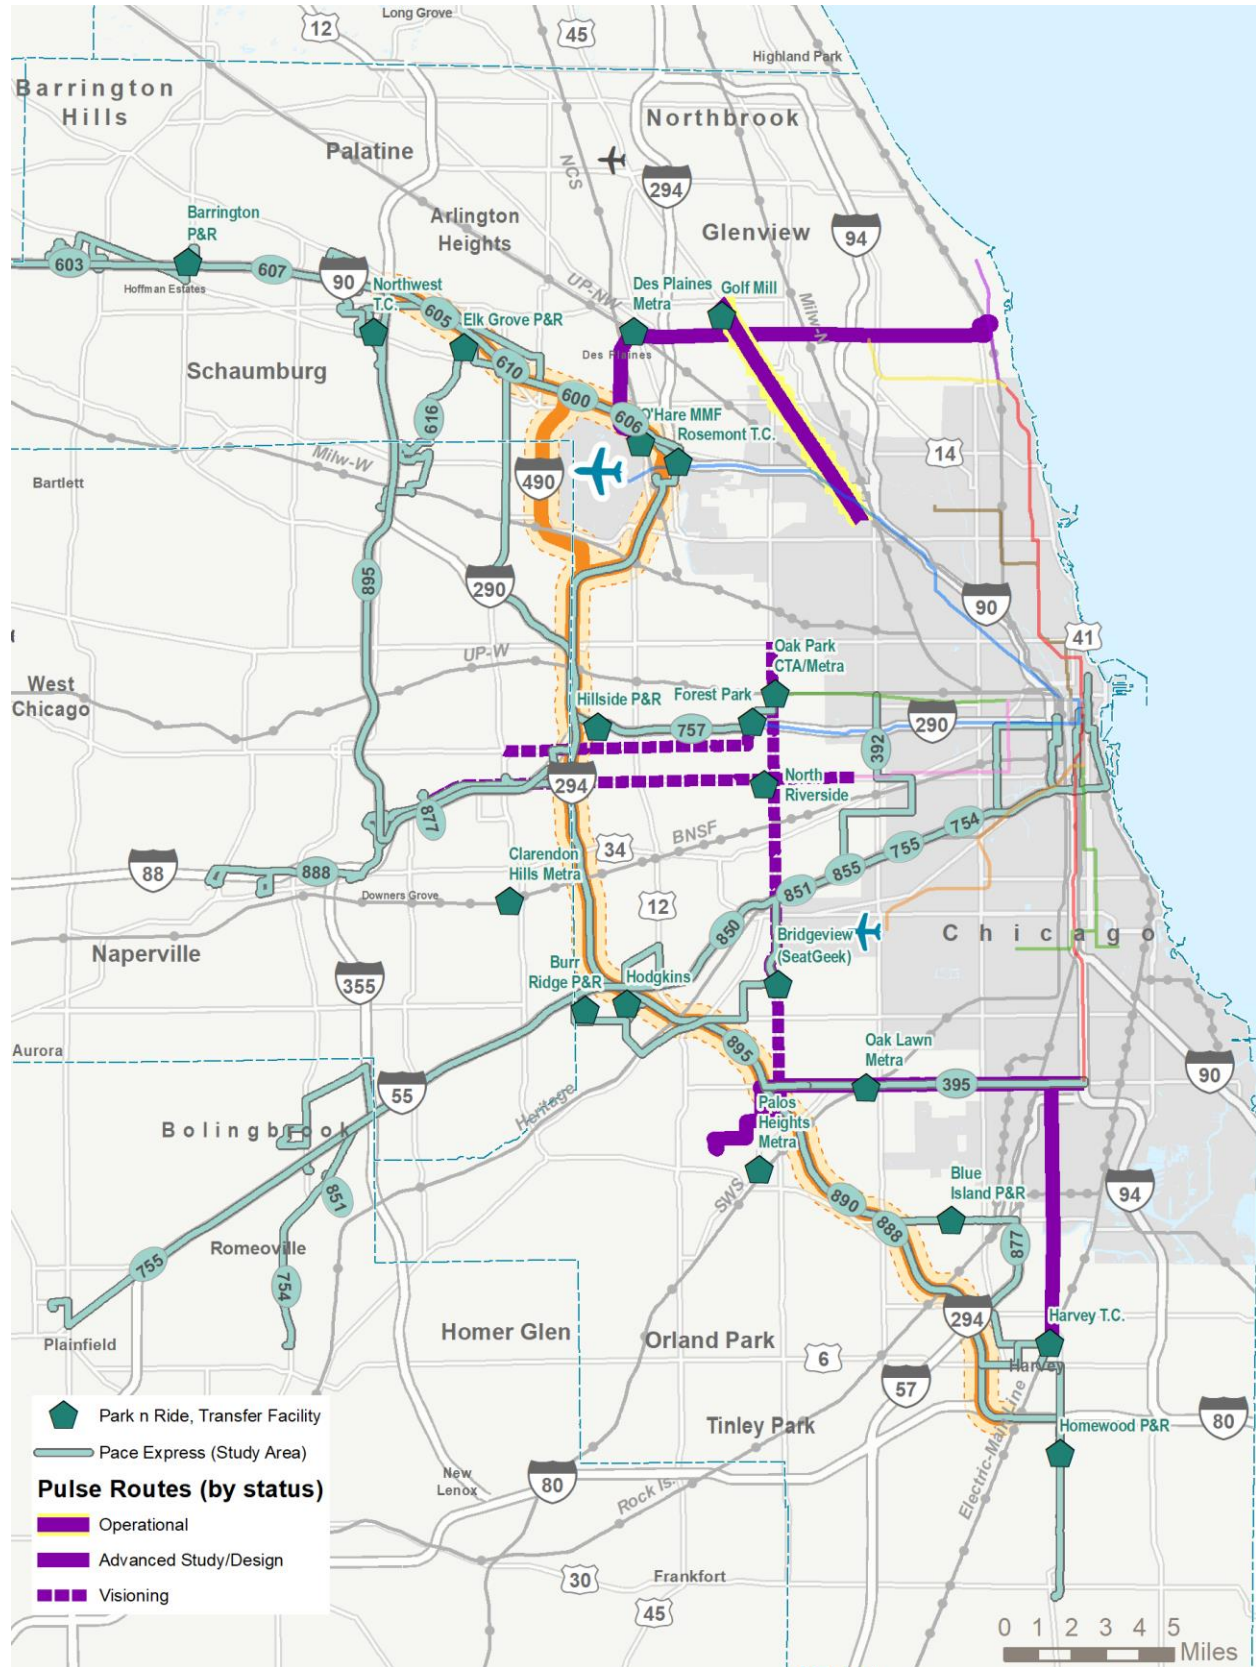 Long Grove
12
45
Highland Park
Barrington
Hills
Northbrook
Palatine
NCS
294
Barrington
P&R
Arlington
Heights
Glenview
94
603
607
Hoffman Estates
90
Northwest
T.C.
UP-NW
Des Plaines
Metra
Golf Mill
Milw-N
605
Elk Grove P&R
Des Plaines
Schaumburg
610
600
606
616
O'Hare MMF
Rosemont T.C.
14
Milw-W
Bartlett
490
895
290
90
41
UP-W
Oak Park
CTA/Metra
West
Chicago
Hillside P&R
Forest Park
757
392
290
294
North
Riverside
877
BNSF
754
755
34
Clarendon
Hills Metra
88
888
Downers Grove
855
851
12
Naperville
850
Bridgeview
(SeatGeek)
Chicago
355
Burr
Ridge P&R
Hodgkins
Aurora
895
Oak Lawn
Metra
395
90
55
Heritage
Palos
Heights
Metra
Bolingbrook
851
SWS
Blue
Island P&R
94
890
888
877
Romeoville
755
754
294
Harvey T.C.
Plainfield
Homer Glen
Orland Park
6
Harvey
57
Tinley Park
Electric-Main Line
Homewood P&R
80
New
Lenox
80
Rock Is.
30
Frankfort
45
Park n Ride, Transfer Facility
Pace Express (Study Area)
Pulse Routes (by status)
Operational
Advanced Study/Design
Visioning
0 1 2 3 4 5
Miles